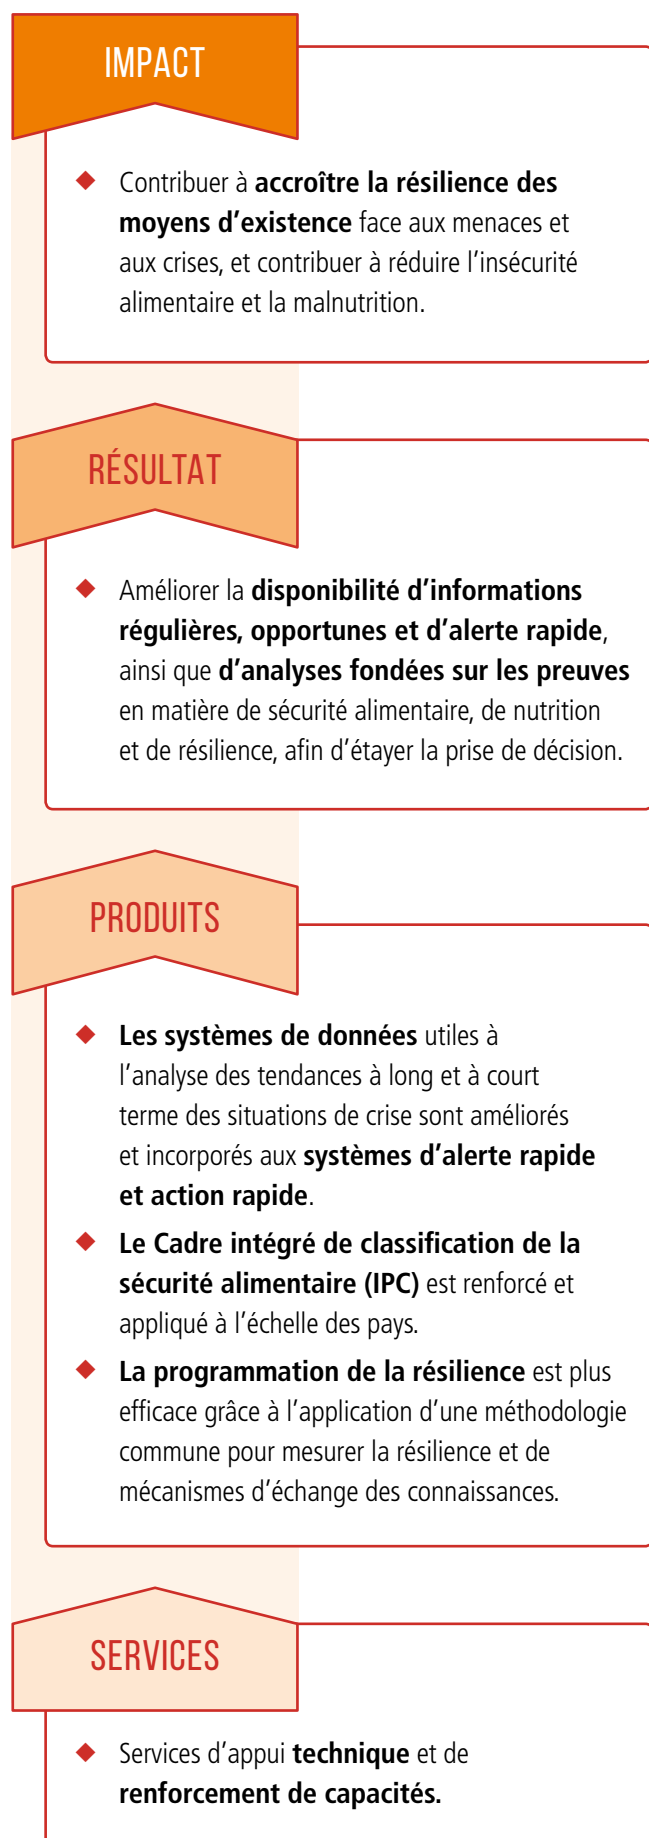 IMPACT
Contribuer à accroître la résilience des
moyens d’existence face aux menaces et
aux crises, et contribuer à réduire l’insécurité
alimentaire et la malnutrition.
RÉSULTAT
Améliorer la disponibilité d’informations
régulières, opportunes et d’alerte rapide,
ainsi que d’analyses fondées sur les preuves
en matière de sécurité alimentaire, de nutrition
et de résilience, afin d’étayer la prise de décision.
PRODUITS
Les systèmes de données utiles à
l’analyse des tendances à long et à court
terme des situations de crise sont améliorés
et incorporés aux systèmes d’alerte rapide
et action rapide.
Le Cadre intégré de classification de la
sécurité alimentaire (IPC) est renforcé et
appliqué à l’échelle des pays.
La programmation de la résilience est plus
efficace grâce à l’application d’une méthodologie
commune pour mesurer la résilience et de
mécanismes d’échange des connaissances.
SERVICES
Services d’appui technique et de
renforcement de capacités.